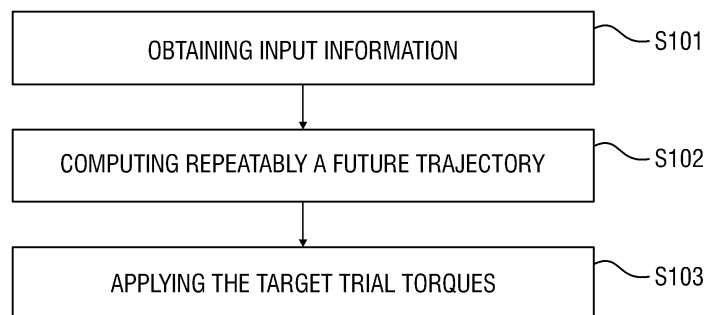 OBTAINING INPUT INFORMATION
S101
COMPUTING REPEATABLY A FUTURE TRAJECTORY
S102
APPLYING THE TARGET TRIAL TORQUES
S103